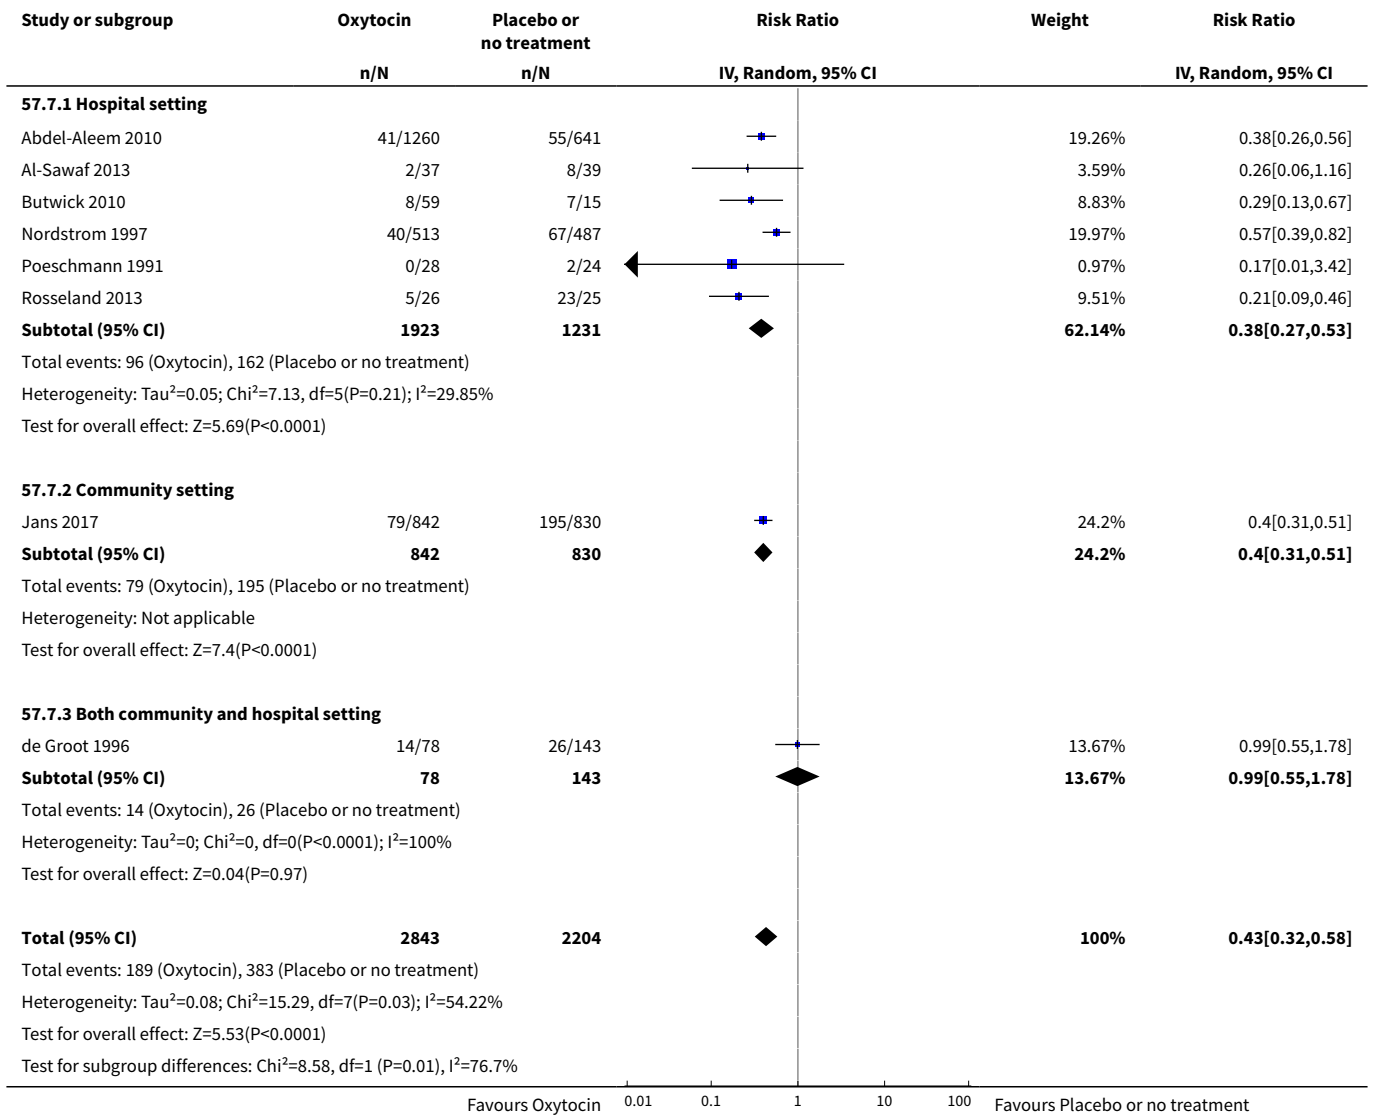 Study or subgroup Oxytocin Placebo or no treatment Risk Ratio Weight Risk Ratio
n/N n/N IV, Random, 95% CI IV, Random, 95% CI
57.7.1 Hospital setting
Abdel-Aleem 2010 41/1260 55/641 19.26% 0.38[0.26,0.56]
Al-Sawaf 2013 2/37 8/39 3.59% 0.26[0.06,1.16]
Butwick 2010 8/59 7/15 8.83% 0.29[0.13,0.67]
Nordstrom 1997 40/513 67/487 19.97% 0.57[0.39,0.82]
Poeschmann 1991 0/28 2/24 0.97% 0.17[0.01,3.42]
Rosseland 2013 5/26 23/25 9.51% 0.21[0.09,0.46]
Subtotal (95% CI) 1923 1231 62.14% 0.38[0.27,0.53]
Total events: 96 (Oxytocin), 162 (Placebo or no treatment)
Heterogeneity: Tau²=0.05; Chi²=7.13, df=5(P=0.21); I²=29.85%
Test for overall effect: Z=5.69(P<0.0001)
57.7.2 Community setting
Jans 2017 79/842 195/830 24.2% 0.4[0.31,0.51]
Subtotal (95% CI) 842 830 24.2% 0.4[0.31,0.51]
Total events: 79 (Oxytocin), 195 (Placebo or no treatment)
Heterogeneity: Not applicable
Test for overall effect: Z=7.4(P<0.0001)
57.7.3 Both community and hospital setting
de Groot 1996 14/78 26/143 13.67% 0.99[0.55,1.78]
Subtotal (95% CI) 78 143 13.67% 0.99[0.55,1.78]
Total events: 14 (Oxytocin), 26 (Placebo or no treatment)
Heterogeneity: Tau²=0; Chi²=0, df=0(P<0.0001); I²=100%
Test for overall effect: Z=0.04(P=0.97)
Total (95% CI) 2843 2204 100% 0.43[0.32,0.58]
Total events: 189 (Oxytocin), 383 (Placebo or no treatment)
Heterogeneity: Tau²=0.08; Chi²=15.29, df=7(P=0.03); I²=54.22%
Test for overall effect: Z=5.53(P<0.0001)
Test for subgroup differences: Chi²=8.58, df=1 (P=0.01), I²=76.7%
Favours Oxytocin 0.01 0.1 1 10 100 Favours Placebo or no treatment